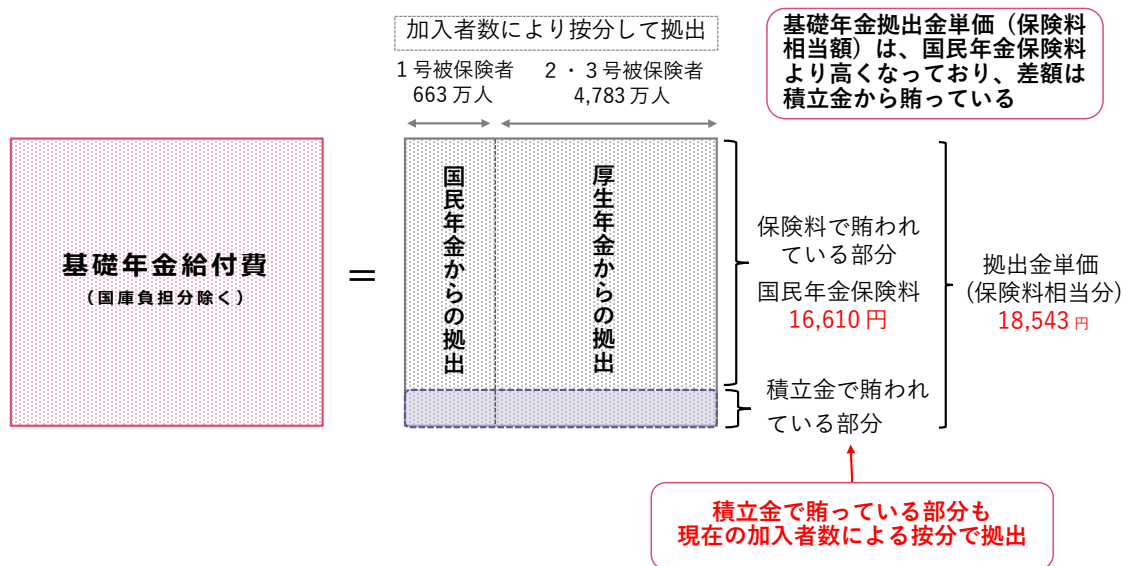 加入者数により按分して拠出
1号被保険者
663万人
2・3号被保険者
4,783万人
基礎年金拠出金単価（保険料
相当額）は、国民年金保険料
より高くなっており、差額は
積立金から賄っている
基礎年金給付費
（国庫負担分除く）
＝
国民年金からの拠出
厚生年金からの拠出
保険料で賄われ
ている部分
国民年金保険料
16,610円
積立金で賄われ
ている部分
拠出金単価
(保険料相当分)
18,543円
積立金で賄っている部分も
現在の加入者数による按分で拠出